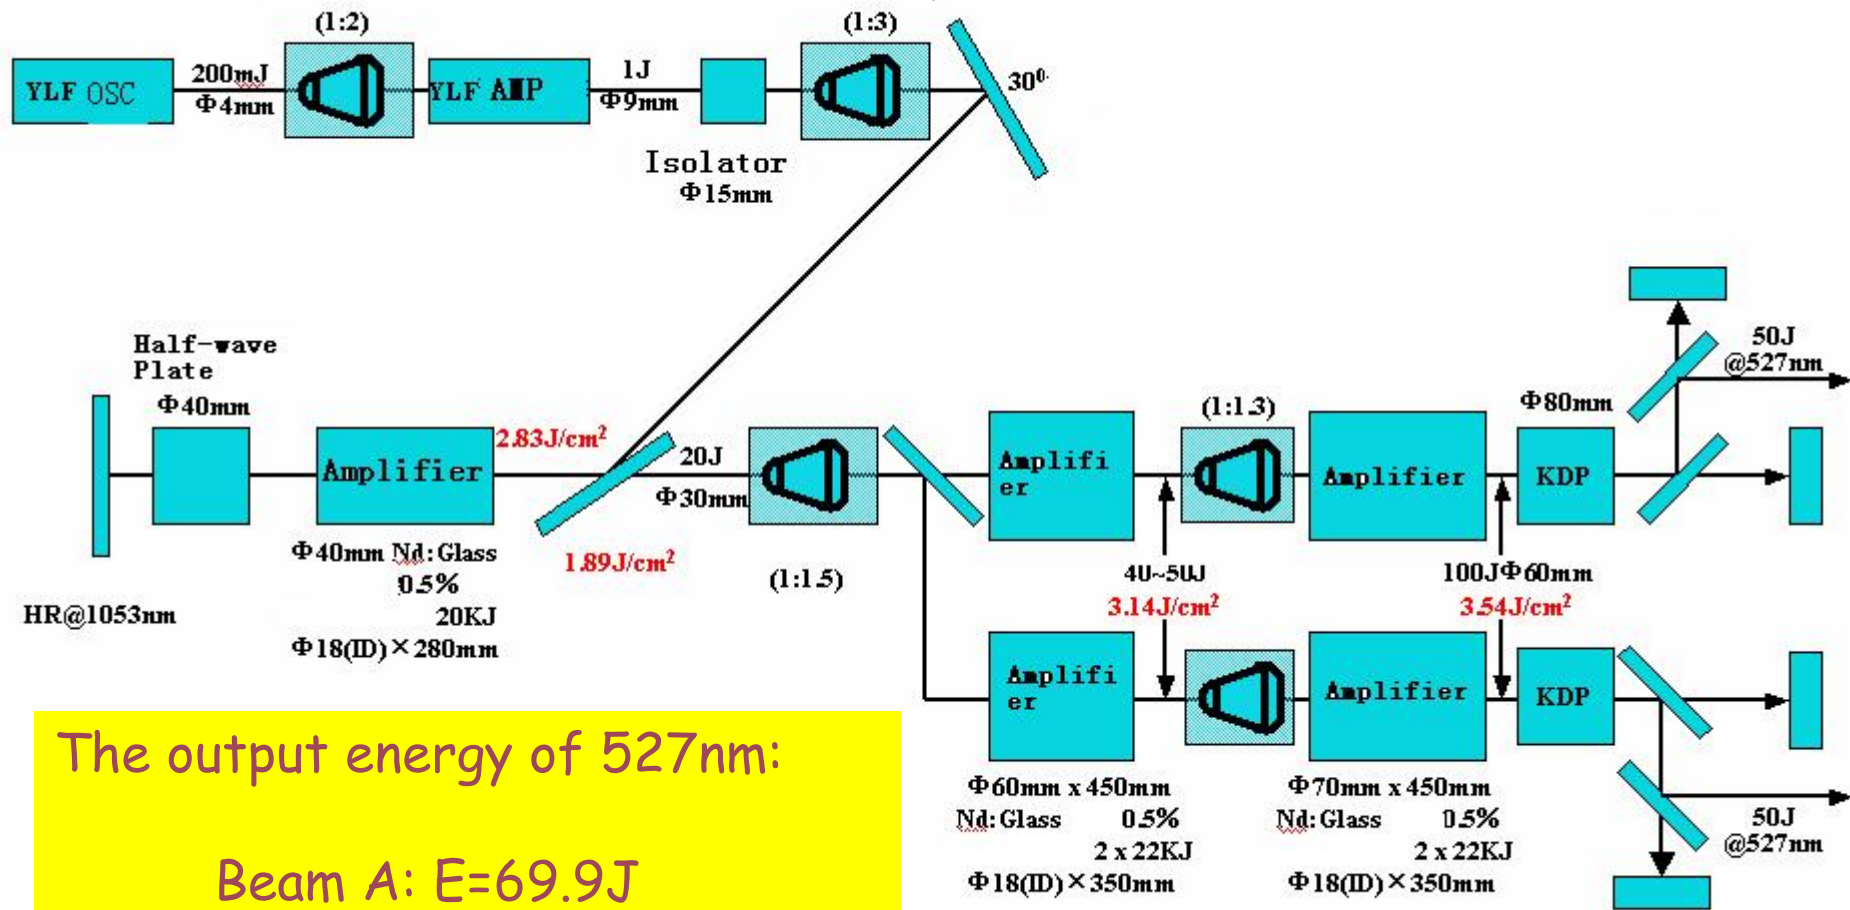 (1:2)
(1:3)
YLF OSC
200mJ
Φ4mm
YLF AMP
1J
Φ9mm
30⁰
Isolator
Φ15mm
Half-wave
Plate
Φ40mm
HR@1053nm
Amplifier
Φ40mm Nd:Glass
0.5%
20KJ
Φ18(ID)×280mm
2.83J/cm²
1.89J/cm²
20J
Φ30mm
(1:1.5)
Amplifi
er
(1:1.3)
Amplifier
Φ80mm
KDP
50J
@527nm
40~50J
3.14J/cm²
100JΦ60mm
3.54J/cm²
Amplifi
er
Amplifier
KDP
Φ60mm x 450mm
Nd:Glass 0.5%
2 x 22KJ
Φ18(ID)×350mm
Φ70mm x 450mm
Nd:Glass 0.5%
2 x 22KJ
Φ18(ID)×350mm
50J
@527nm
The output energy of 527nm:
Beam A: E=69.9J